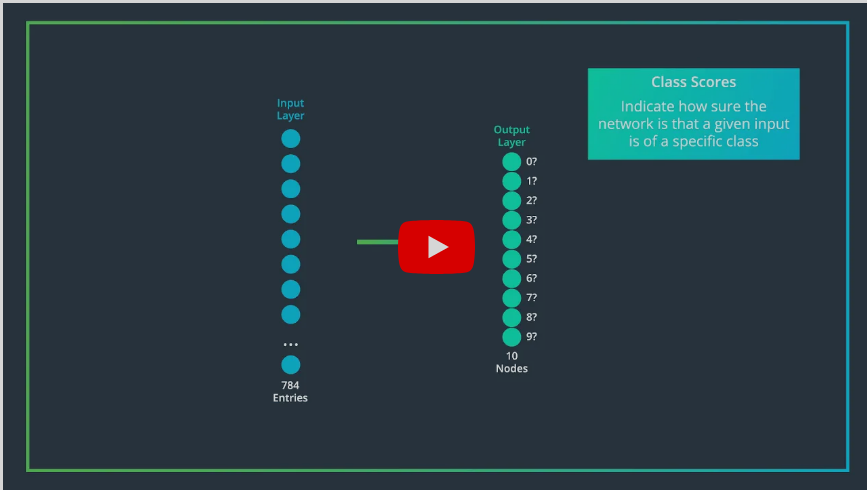 Class Scores
Indicate how sure the
network is that a given input
is of a specific class
Input
Layer
...
784
Entries
Output
Layer
0?
1?
2?
3?
4?
5?
6?
7?
8?
9?
10
Nodes